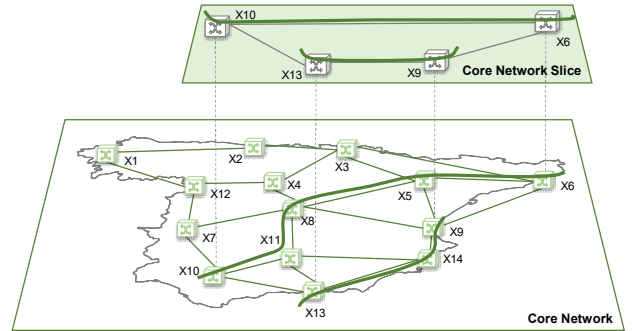 X10
X6
X13
X9
Core Network Slice
X1
X2
X3
X4
X12
X5
X6
X8
X7
X11
X9
X10
X14
X13
Core Network